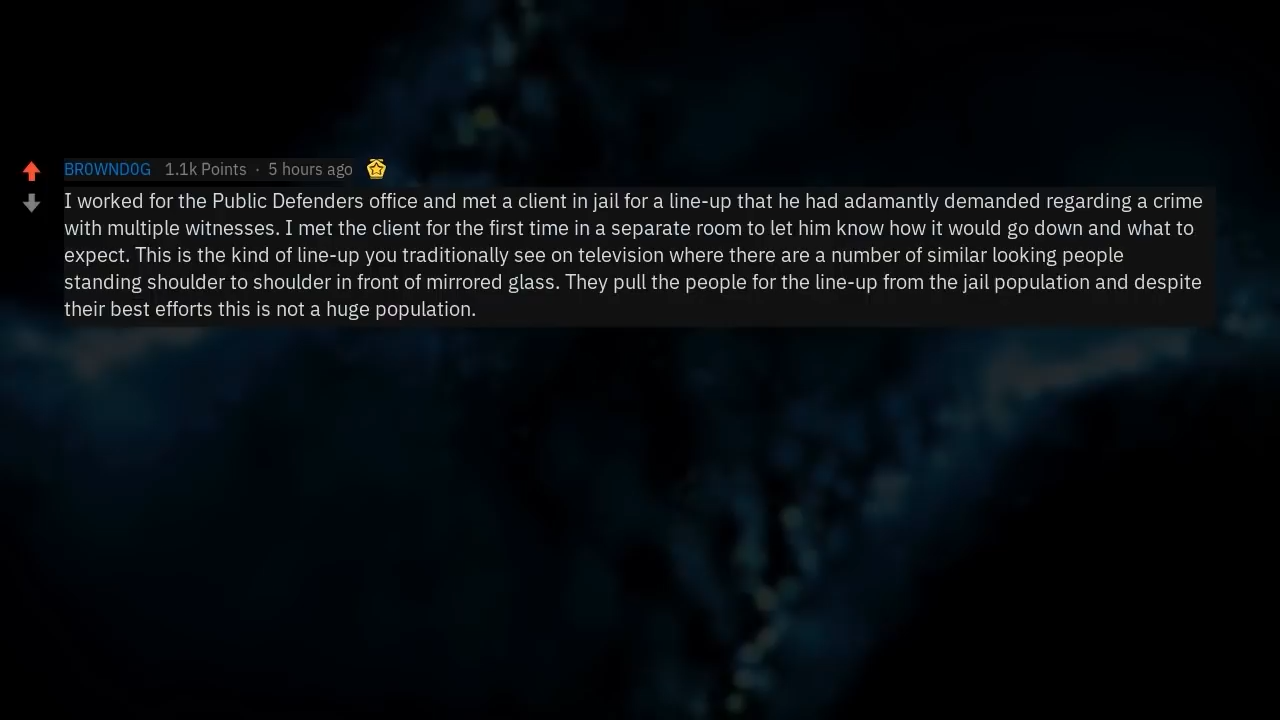 BR0WND0G 1.1k Points · 5 hours ago
I worked for the Public Defenders office and met a client in jail for a line-up that he had adamantly demanded regarding a crime
with multiple witnesses. I met the client for the first time in a separate room to let him know how it would go down and what to
expect. This is the kind of line-up you traditionally see on television where there are a number of similar looking people
standing shoulder to shoulder in front of mirrored glass. They pull the people for the line-up from the jail population and despite
their best efforts this is not a huge population.